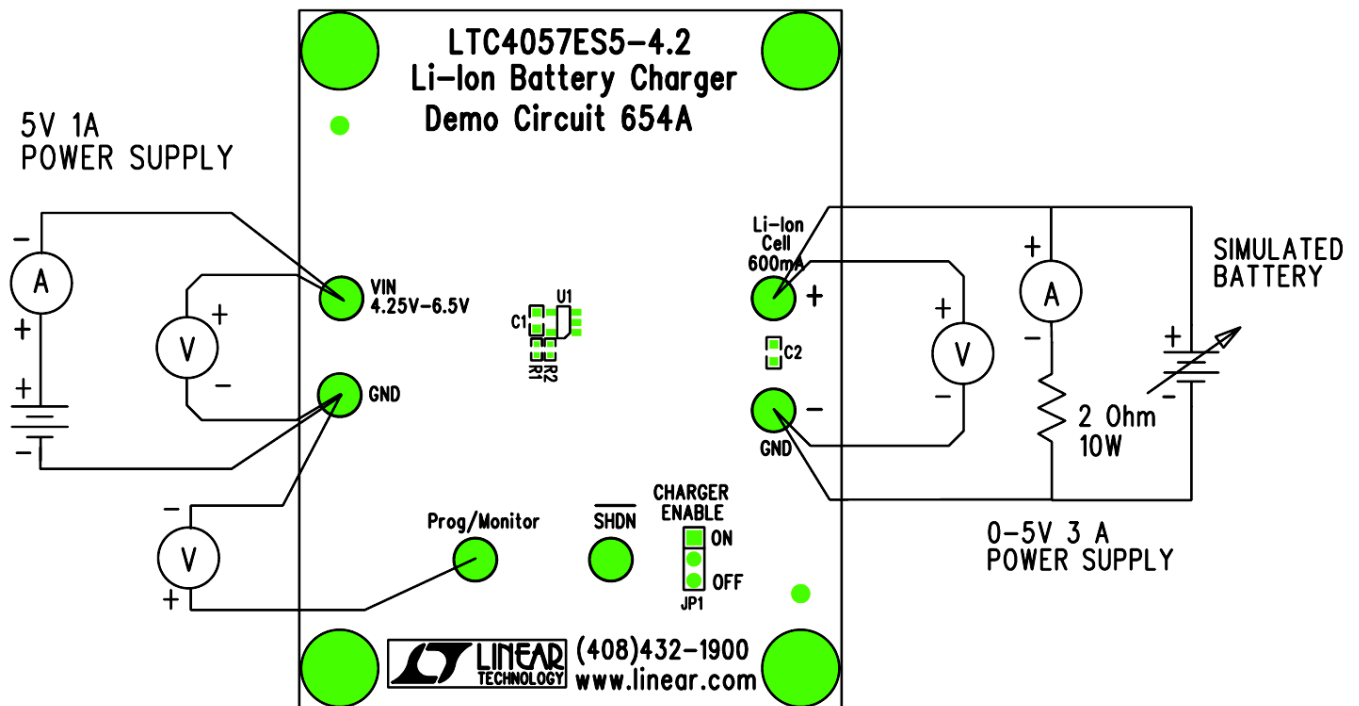 LTC4057ES5-4.2
Li-Ion Battery Charger
Demo Circuit 654A
5V 1A
POWER SUPPLY
-
A
+
+
-
+
V
-
-
V
+
VIN
4.25V-6.5V
GND
C1
U1
R1
R2
Li-Ion
Cell
600mA
+
C2
-
GND
+
V
-
+
A
-
2 Ohm
10W
+
-
SIMULATED
BATTERY
0-5V 3 A
POWER SUPPLY
Prog/Monitor
SHDN
CHARGER
ENABLE
ON
OFF
JP1
LINEAR
TECHNOLOGY
(408)432-1900
www.linear.com